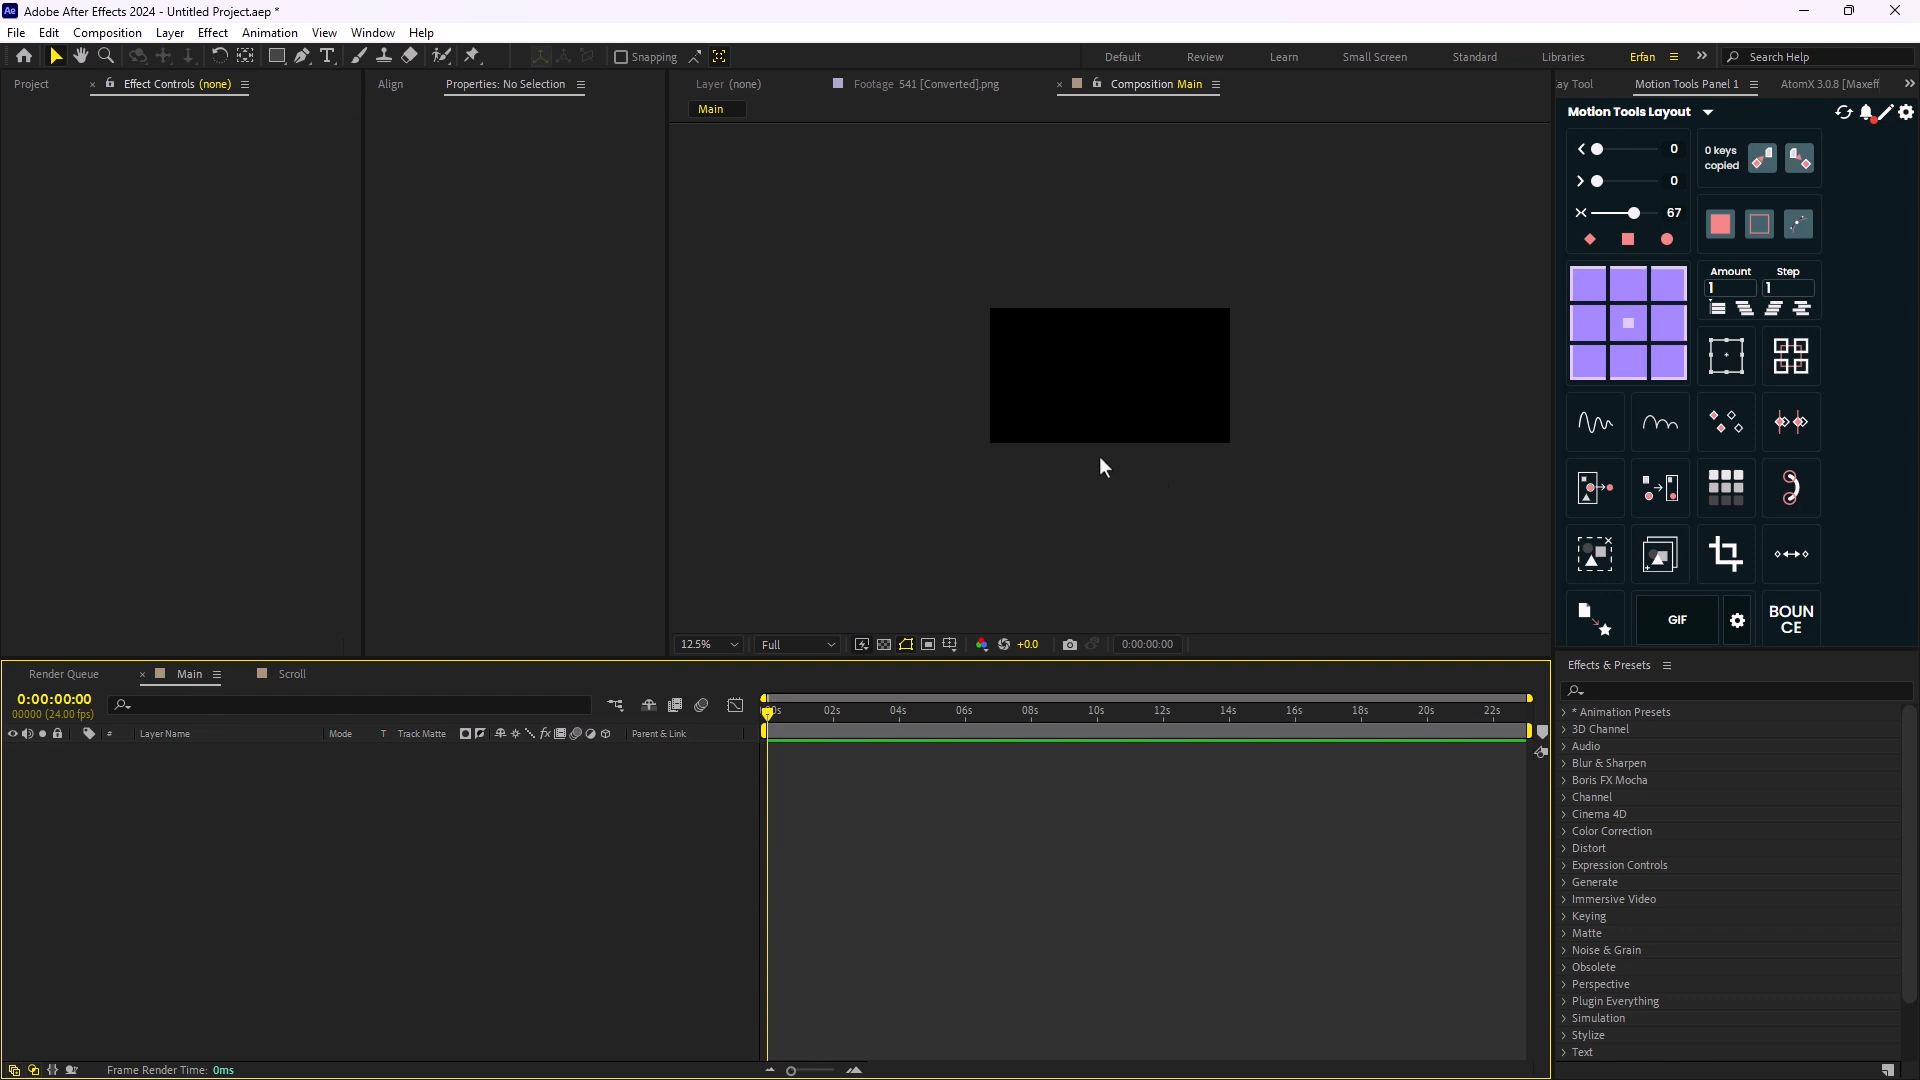 Adobe After Effects 2024 - Untitled Project.aep *
File Edit Composition Layer Effect Animation View Window Help
Snapping
Default Review Learn Small Screen Standard Libraries Erfan Search Help
Project Effect Controls (none) Align Properties: No Selection Layer (none) Footage 541 [Converted].png Composition Main ay Tool Motion Tools Panel 1 AtomX 3.0.8 [Maxeff
Main
Motion Tools Layout
0
0 keys
copied
0
67
Amount Step
1 1
GIF
BOUN
CE
12.5% Full +0.0 0:00:00:00
Render Queue Main Scroll
0:00:00:00
00000 (24.00 fps)
02s 04s 06s 08s 10s 12s 14s 16s 18s 20s 22s
# Layer Name Mode T Track Matte fx Parent & Link
Effects & Presets
* Animation Presets
3D Channel
Audio
Blur & Sharpen
Boris FX Mocha
Channel
Cinema 4D
Color Correction
Distort
Expression Controls
Generate
Immersive Video
Keying
Matte
Noise & Grain
Obsolete
Perspective
Plugin Everything
Simulation
Stylize
Text
Frame Render Time: 0ms